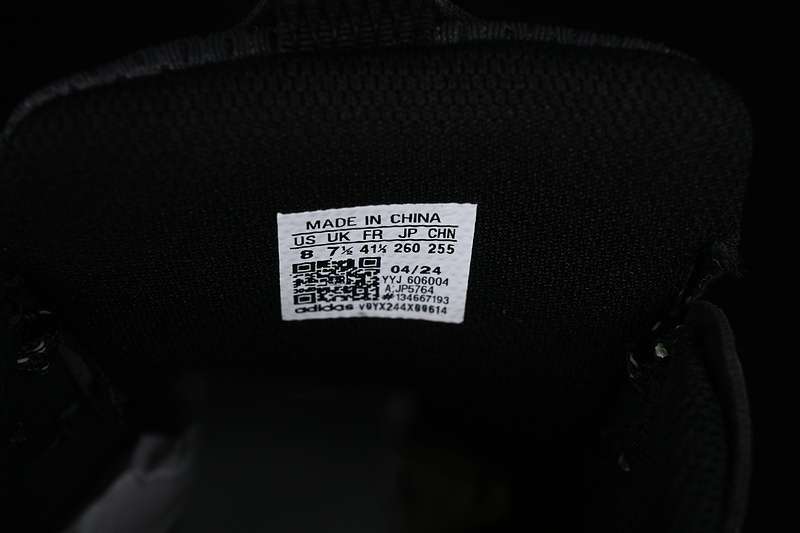 MADE IN CHINA
US UK FR JP CHN
8 7½ 41⅓ 260 255
04/24
YYJ 606004
A:JP5764
#134667193
adidas V0YX244X00614